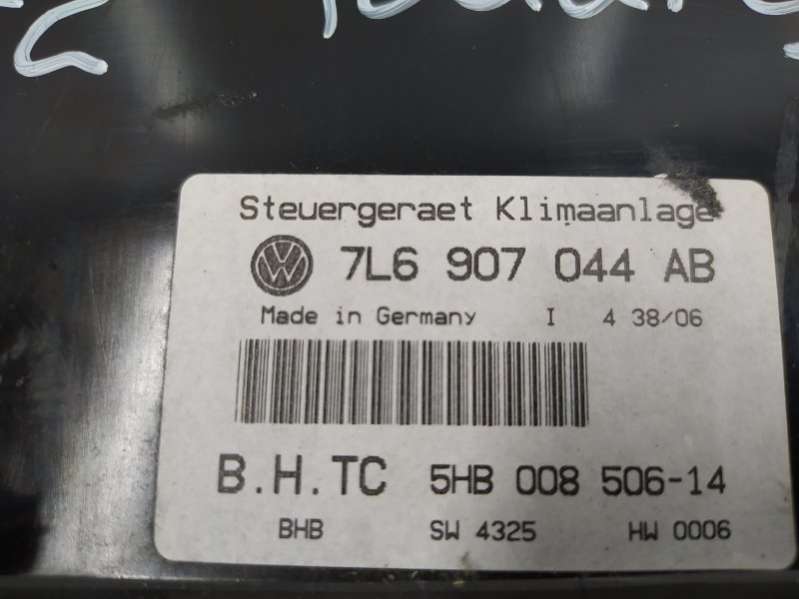 Steuergeraet Klimaanlage
7L6 907 044 AB
Made in Germany I 4 38/06
B.H.TC 5HB 008 506-14
BHB SW 4325 HW 0006